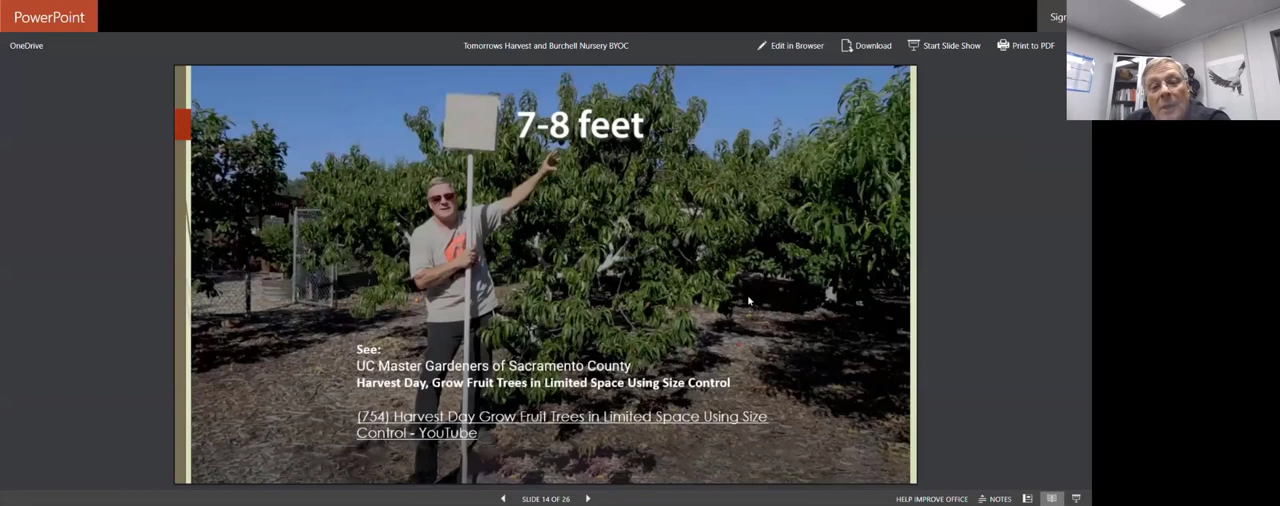 PowerPoint
Sign
OneDrive
Tomorrows Harvest and Burchell Nursery BYOC
Edit in Browser
Download
Start Slide Show
Print to PDF
7-8 feet
See:
UC Master Gardeners of Sacramento County
Harvest Day, Grow Fruit Trees in Limited Space Using Size Control
(754) Harvest Day Grow Fruit Trees in Limited Space Using Size
Control - YouTube
SLIDE 14 OF 26
HELP IMPROVE OFFICE
NOTES